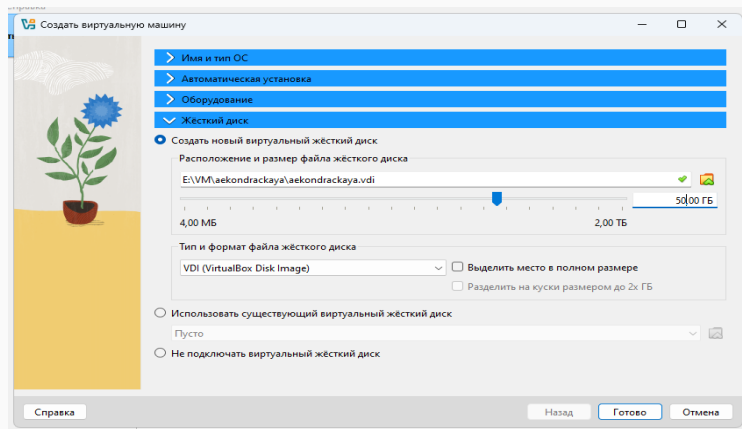 Справка
Создать виртуальную машину
Имя и тип ОС
Автоматическая установка
Оборудование
Жёсткий диск
Создать новый виртуальный жёсткий диск
Расположение и размер файла жёсткого диска
E:\VM\aekondrackaya\aekondrackaya.vdi
50,00 ГБ
4,00 МБ 2,00 ТБ
Тип и формат файла жёсткого диска
VDI (VirtualBox Disk Image) Выделить место в полном размере
Разделить на куски размером до 2х ГБ
Использовать существующий виртуальный жёсткий диск
Пусто
Не подключать виртуальный жёсткий диск
Справка Назад Готово Отмена